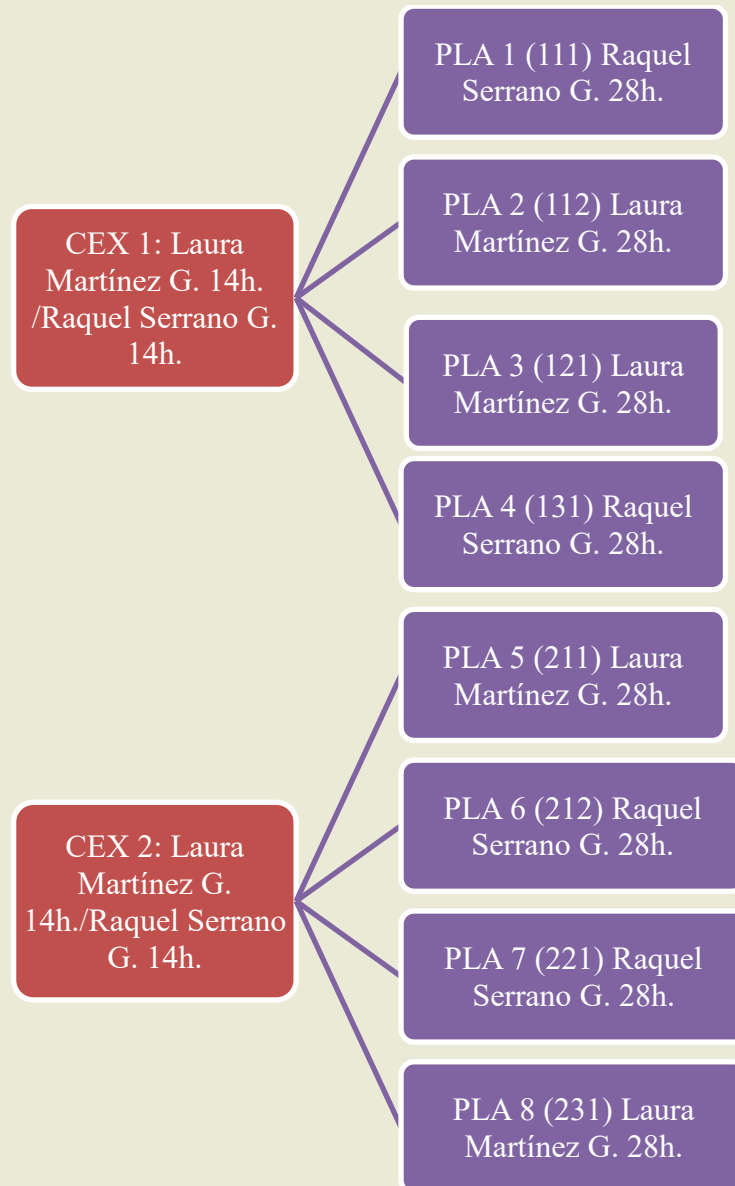 CEX 1: Laura
Martínez G. 14h.
/Raquel Serrano G.
14h.
PLA 1 (111) Raquel
Serrano G. 28h.
PLA 2 (112) Laura
Martínez G. 28h.
PLA 3 (121) Laura
Martínez G. 28h.
PLA 4 (131) Raquel
Serrano G. 28h.
CEX 2: Laura
Martínez G.
14h./Raquel Serrano
G. 14h.
PLA 5 (211) Laura
Martínez G. 28h.
PLA 6 (212) Raquel
Serrano G. 28h.
PLA 7 (221) Raquel
Serrano G. 28h.
PLA 8 (231) Laura
Martínez G. 28h.